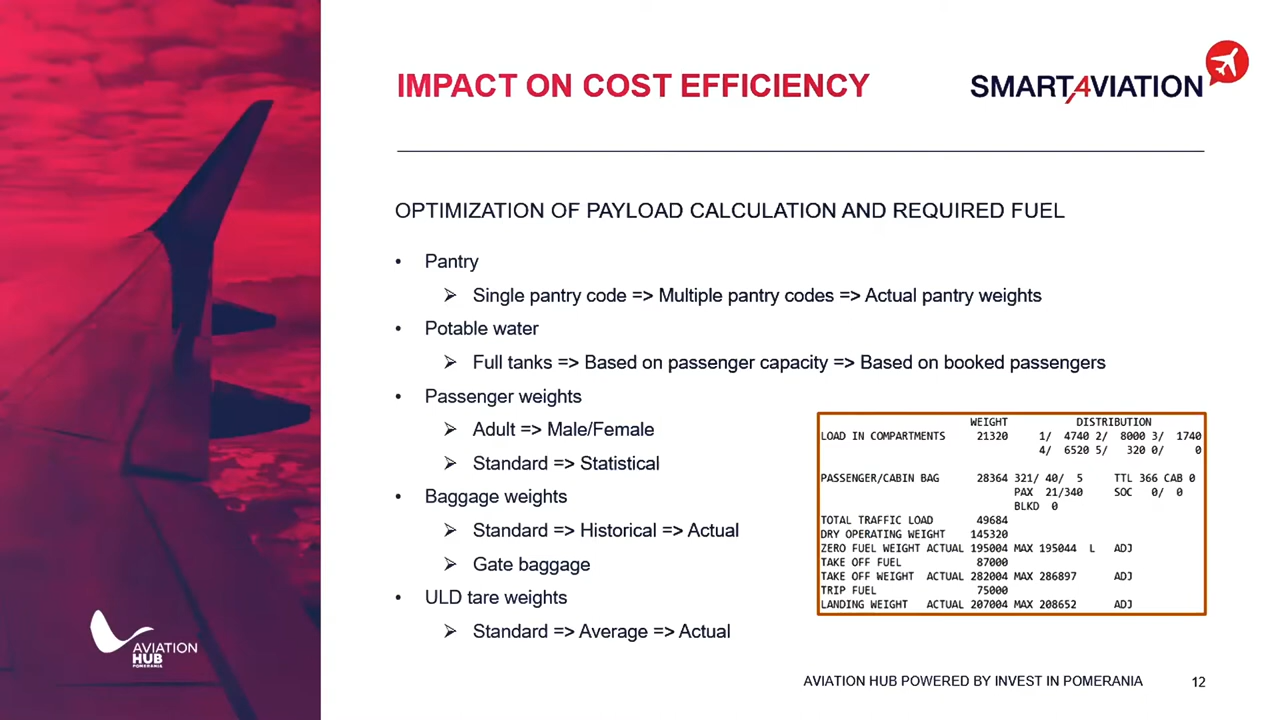 IMPACT ON COST EFFICIENCY
SMARTAVIATION
OPTIMIZATION OF PAYLOAD CALCULATION AND REQUIRED FUEL
• Pantry
➢ Single pantry code => Multiple pantry codes => Actual pantry weights
• Potable water
➢ Full tanks => Based on passenger capacity => Based on booked passengers
• Passenger weights
➢ Adult => Male/Female
➢ Standard => Statistical
• Baggage weights
➢ Standard => Historical => Actual
➢ Gate baggage
• ULD tare weights
➢ Standard => Average => Actual
WEIGHT DISTRIBUTION
LOAD IN COMPARTMENTS 21320 1/ 4740 2/ 8000 3/ 1740
4/ 6520 5/ 320 0/ 0
PASSENGER/CABIN BAG 28364 321/ 40/ 5 TTL 366 CAB 0
PAX 21/340 SOC 0/ 0
BLKD 0
TOTAL TRAFFIC LOAD 49684
DRY OPERATING WEIGHT 145320
ZERO FUEL WEIGHT ACTUAL 195004 MAX 195044 L ADJ
TAKE OFF FUEL 87000
TAKE OFF WEIGHT ACTUAL 282004 MAX 286897 ADJ
TRIP FUEL 75000
LANDING WEIGHT ACTUAL 207004 MAX 208652 ADJ
AVIATION
HUB
POMERANIA
AVIATION HUB POWERED BY INVEST IN POMERANIA
12